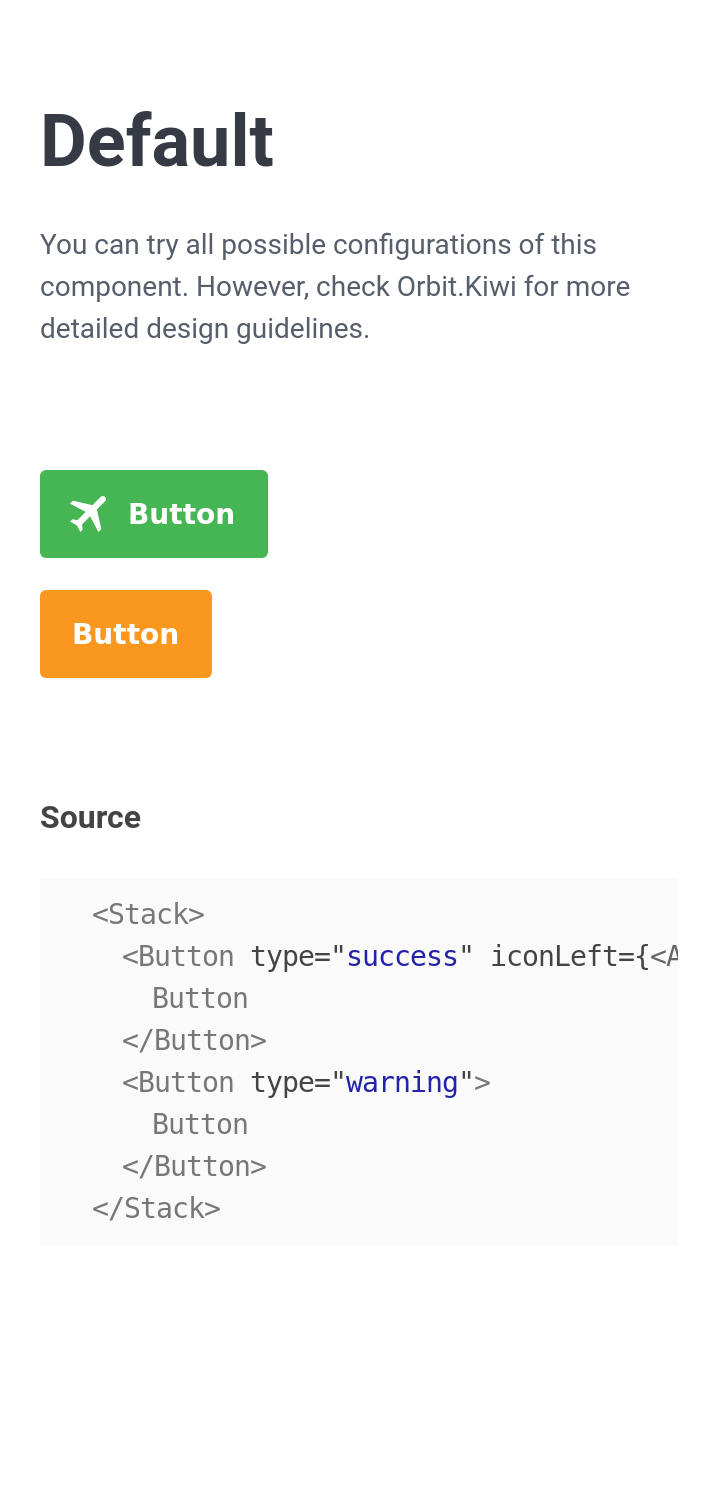 Default
You can try all possible configurations of this
component. However, check Orbit.Kiwi for more
detailed design guidelines.
Button
Button
Source
<Stack>
<Button type="success" iconLeft={<A
Button
</Button>
<Button type="warning">
Button
</Button>
</Stack>